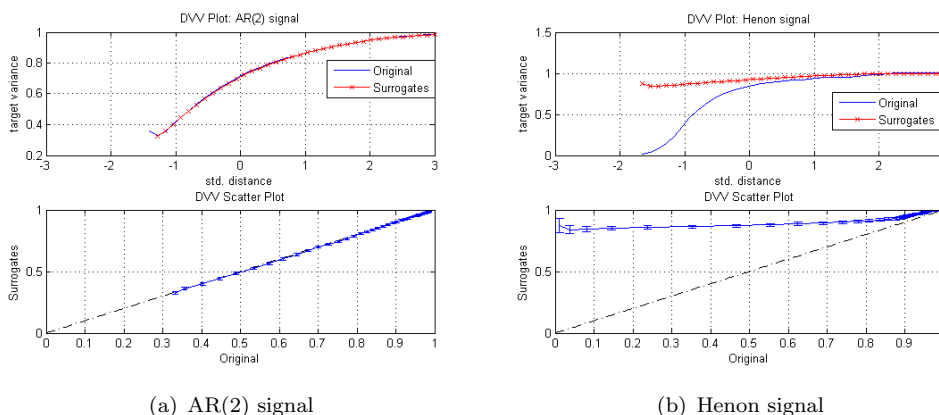 DVV Plot: AR(2) signal
1
0.8
0.6
0.4
0.2
target variance
Original
Surrogates
-3 -2 -1 0 1 2 3
std. distance
DVV Scatter Plot
1
0.5
0
Surrogates
0 0.1 0.2 0.3 0.4 0.5 0.6 0.7 0.8 0.9 1
Original
(a) AR(2) signal
DVV Plot: Henon signal
1.5
1
0.5
0
target variance
Original
Surrogates
-3 -2 -1 0 1 2
std. distance
DVV Scatter Plot
1
0.5
0
Surrogates
0 0.1 0.2 0.3 0.4 0.5 0.6 0.7 0.8 0.9
Original
(b) Henon signal